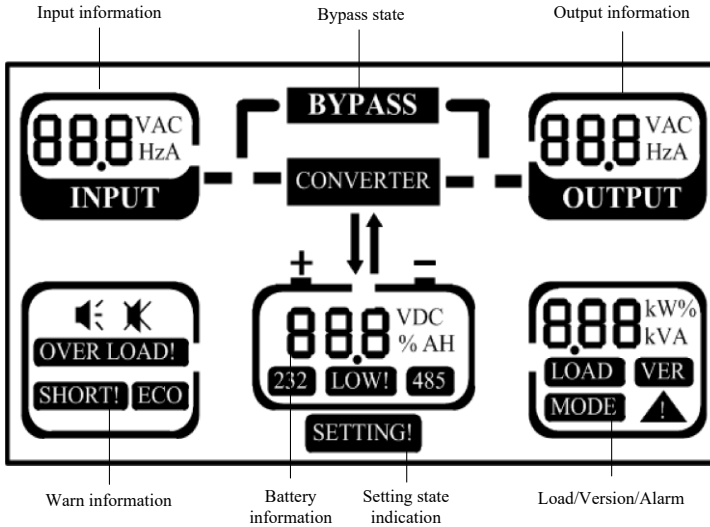 Input information
Bypass state
Output information
88.8 VAC
HzA
INPUT
BYPASS
CONVERTER
88.8 VAC
HzA
OUTPUT
OVER LOAD!
SHORT! ECO
+ −
88.8 VDC
% AH
232 LOW! 485
SETTING!
88.8 kW%
kVA
LOAD VER
MODE !
Warn information
Battery
information
Setting state
indication
Load/Version/Alarm